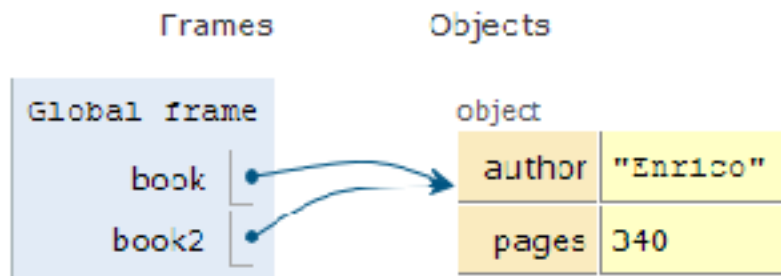 Frames Objects
Global frame
object
book
author "Enrico"
book2
pages 340